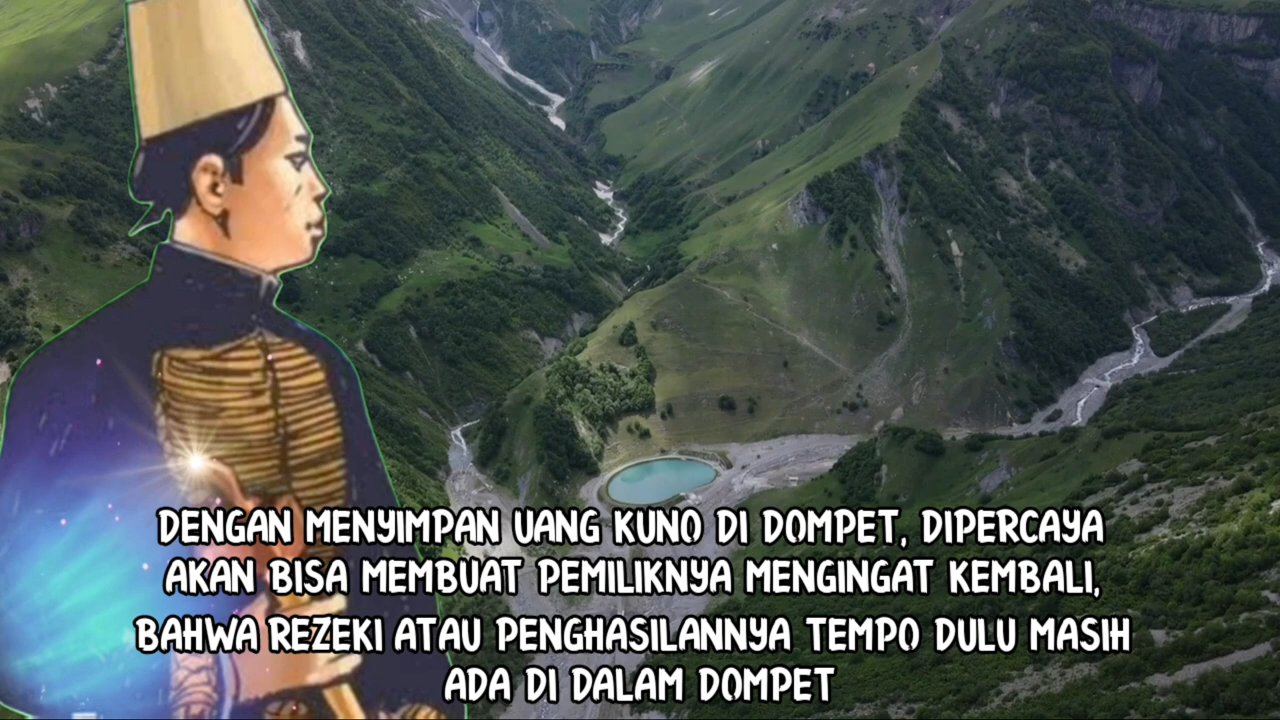 DENGAN MENYIMPAN UANG KUNO DI DOMPET, DIPERCAYA
AKAN BISA MEMBUAT PEMILIKNYA MENGINGAT KEMBALI,
BAHWA REZEKI ATAU PENGHASILANNYA TEMPO DULU MASIH
ADA DI DALAM DOMPET